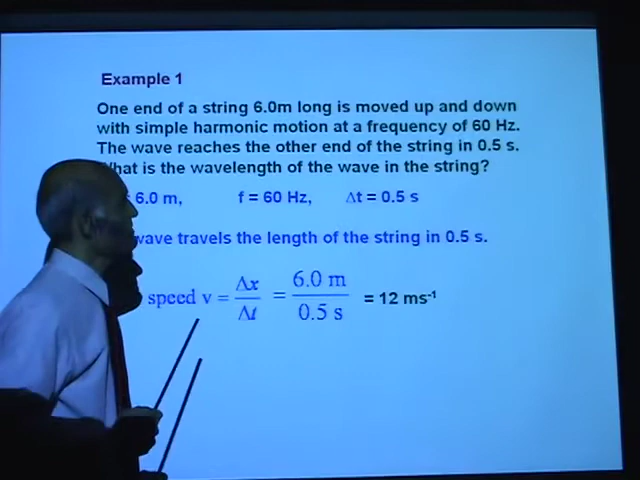 Example 1
One end of a string 6.0m long is moved up and down
with simple harmonic motion at a frequency of 60 Hz.
The wave reaches the other end of the string in 0.5 s.
is the wavelength of the wave in the string?
6.0 m, f = 60 Hz, Δt = 0.5 s
wave travels the length of the string in 0.5 s.
speed v = Δx/Δt = 6.0 m/0.5 s = 12 ms⁻¹